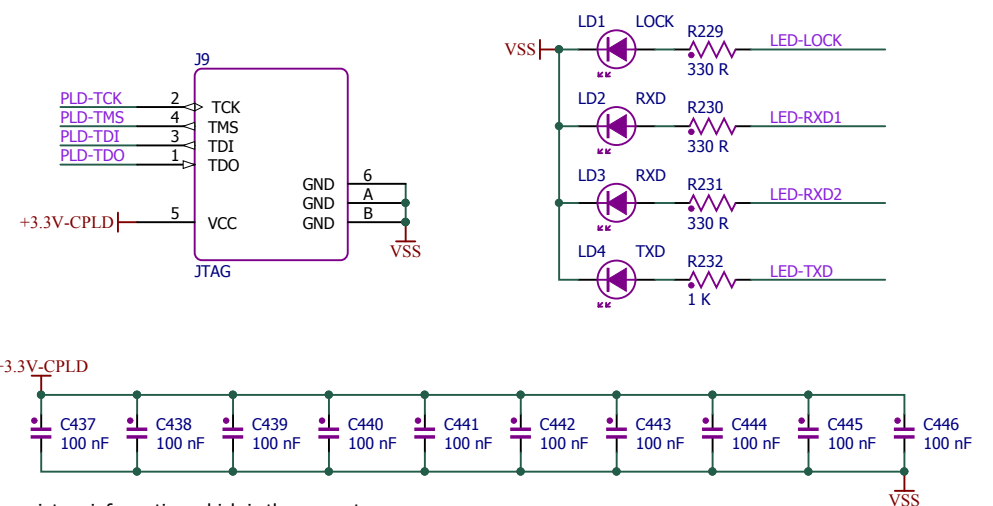 J9
PLD-TCK 2 TCK
PLD-TMS 4 TMS
PLD-TDI 3 TDI
PLD-TDO 1 TDO
GND 6
GND A
GND B
+3.3V-CPLD 5 VCC
VSS
JTAG
LD1 LOCK R229 LED-LOCK
VSS
330 R
LD2 RXD R230 LED-RXD1
330 R
LD3 RXD R231 LED-RXD2
330 R
LD4 TXD R232 LED-TXD
1 K
+3.3V-CPLD
C437 C438 C439 C440 C441 C442 C443 C444 C445 C446
100 nF 100 nF 100 nF 100 nF 100 nF 100 nF 100 nF 100 nF 100 nF 100 nF
VSS